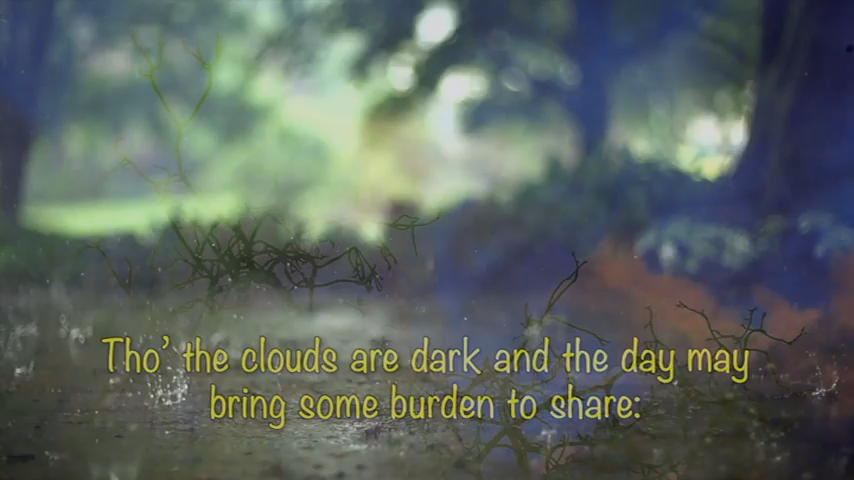 Tho’ the clouds are dark and the day may
bring some burden to share: